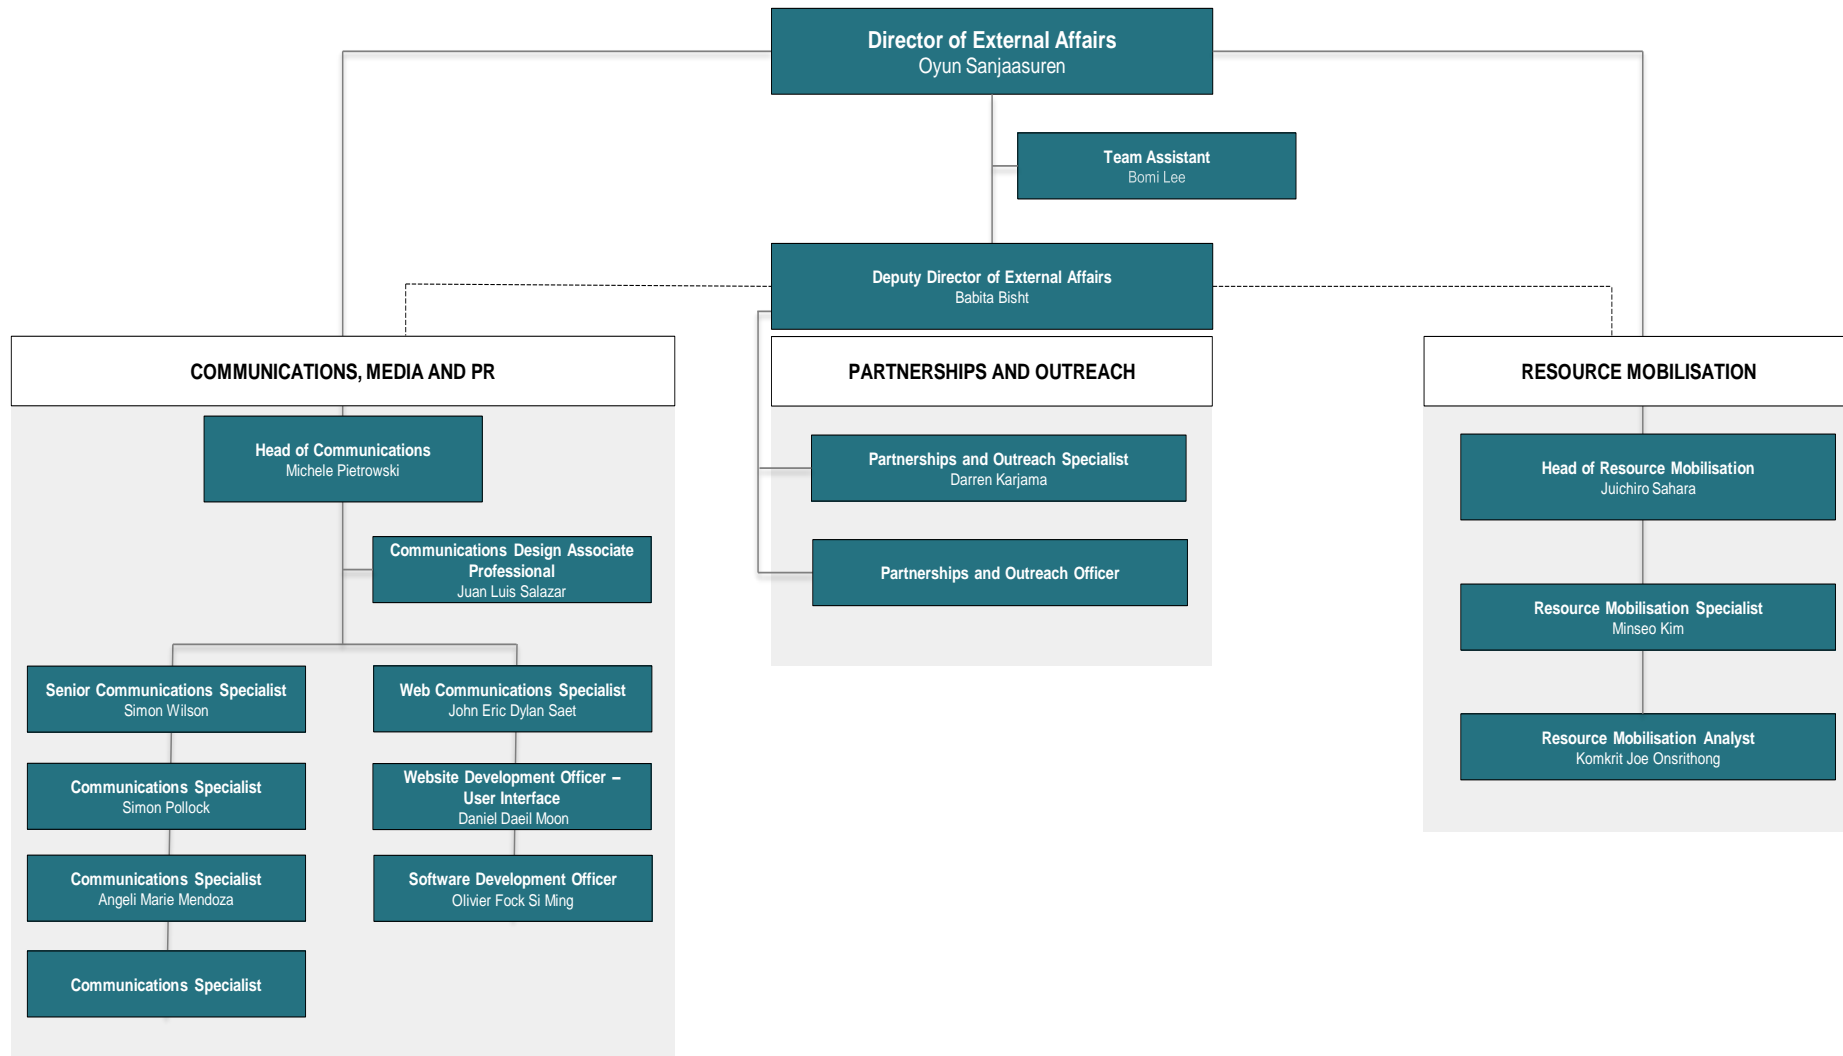 Director of External Affairs
Oyun Sanjaasuren
Team Assistant
Bomi Lee
Deputy Director of External Affairs
Babita Bisht
COMMUNICATIONS, MEDIA AND PR
Head of Communications
Michele Pietrowski
Communications Design Associate
Professional
Juan Luis Salazar
Senior Communications Specialist
Simon Wilson
Communications Specialist
Simon Pollock
Communications Specialist
Angeli Marie Mendoza
Communications Specialist
Web Communications Specialist
John Eric Dylan Saet
Website Development Officer –
User Interface
Daniel Daeil Moon
Software Development Officer
Olivier Fock Si Ming
PARTNERSHIPS AND OUTREACH
Partnerships and Outreach Specialist
Darren Karjama
Partnerships and Outreach Officer
RESOURCE MOBILISATION
Head of Resource Mobilisation
Juichiro Sahara
Resource Mobilisation Specialist
Minseo Kim
Resource Mobilisation Analyst
Komkrit Joe Onsrithong